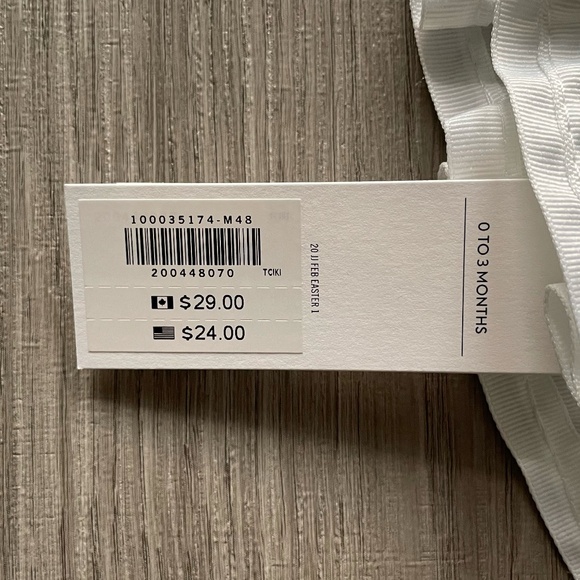 100035174-M48
200448070 TCIKI
$29.00
$24.00
20 JJ FEB EASTER 1
0 TO 3 MONTHS